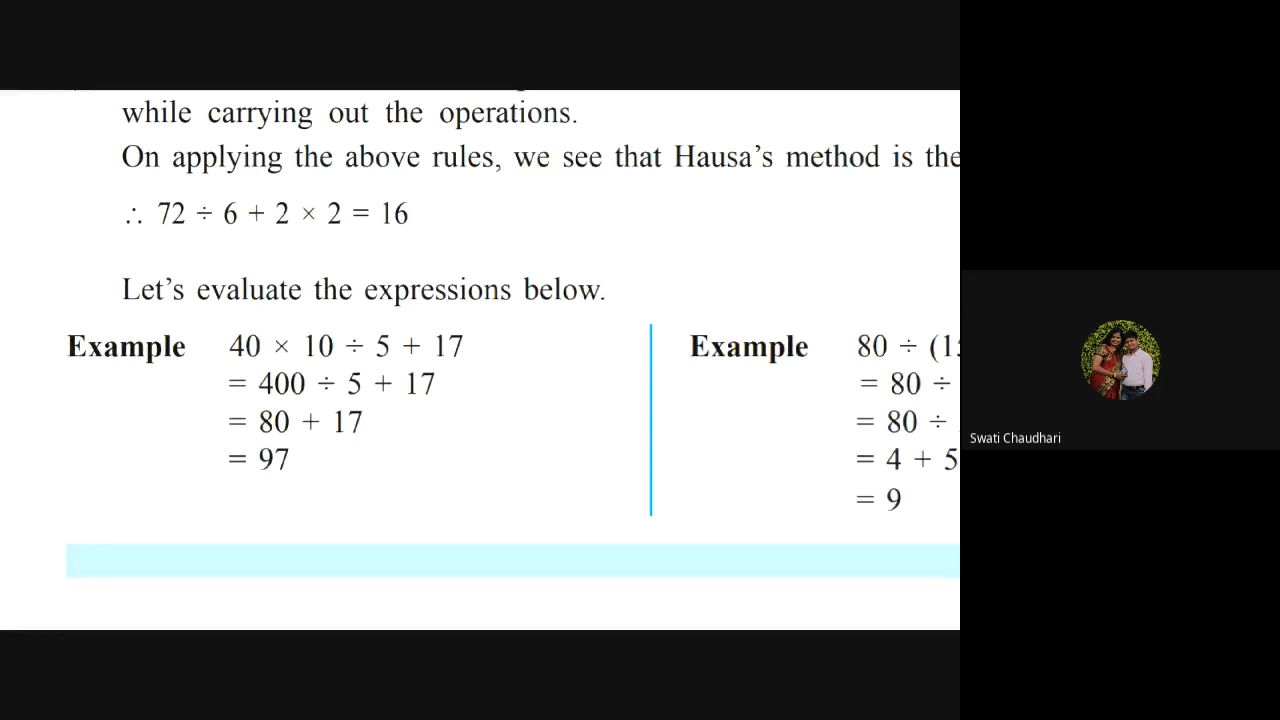 while carrying out the operations.
On applying the above rules, we see that Hausa's method is the
∴ 72 ÷ 6 + 2 × 2 = 16
Let's evaluate the expressions below.
Example 40 × 10 ÷ 5 + 17
= 400 ÷ 5 + 17
= 80 + 17
= 97
Example 80 ÷ (15
= 80 ÷
= 80 ÷
= 4 + 5
= 9
Swati Chaudhari